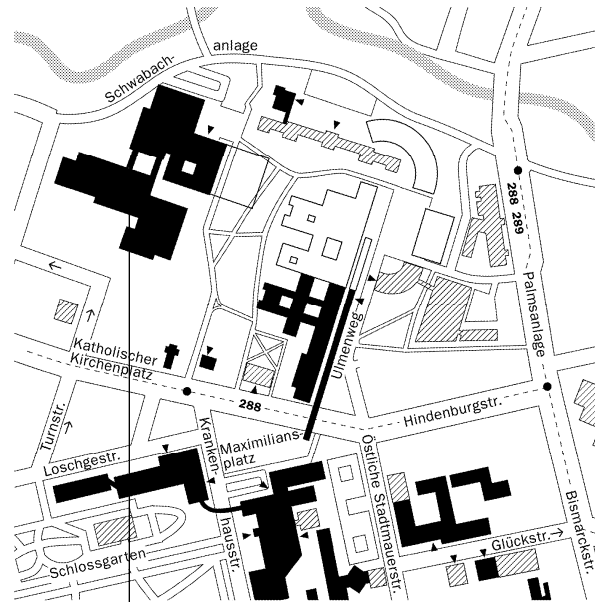 Schwabach-
anlage
288 289
Palmsanlage
Ulmenweg
Katholischer
Kirchenplatz
288
Hindenburgstr.
Turnstr.
Kranken-
hausstr.
Maximilians-
platz
Östliche Stadtmauerstr.
Loschgestr.
Bismarckstr.
Glückstr.
Schlossgarten